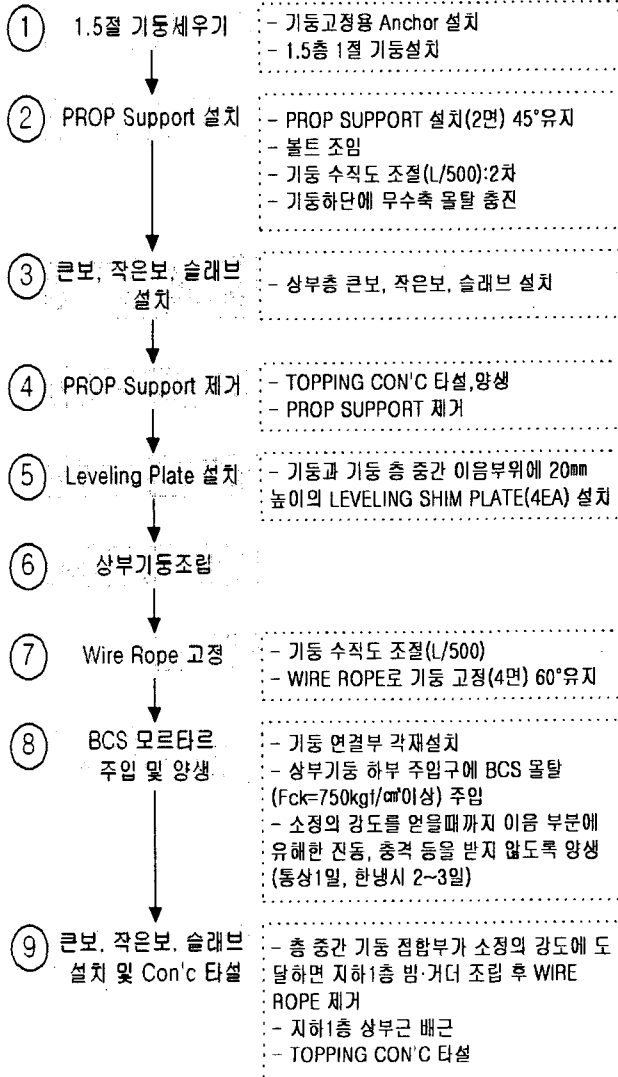 ① 1.5절 기둥세우기
- 기둥고정용 Anchor 설치
- 1.5층 1절 기둥설치
② PROP Support 설치
- PROP SUPPORT 설치(2면) 45°유지
- 볼트 조임
- 기둥 수직도 조절(L/500):2차
- 기둥하단에 무수축 몰탈 충진
③ 큰보, 작은보, 슬래브
설치
- 상부층 큰보, 작은보, 슬래브 설치
④ PROP Support 제거
- TOPPING CON'C 타설,양생
- PROP SUPPORT 제거
⑤ Leveling Plate 설치
- 기둥과 기둥 층 중간 이음부위에 20㎜
높이의 LEVELING SHIM PLATE(4EA) 설치
⑥ 상부기둥조립
⑦ Wire Rope 고정
- 기둥 수직도 조절(L/500)
- WIRE ROPE로 기둥 고정(4면) 60°유지
⑧ BCS 모르타르
주입 및 양생
- 기둥 연결부 각재설치
- 상부기둥 하부 주입구에 BCS 몰탈
(Fck=750kgf/㎠이상) 주입
- 소정의 강도를 얻을때까지 이음 부분에
유해한 진동, 충격 등을 받지 않도록 양생
(통상1일, 한냉시 2~3일)
⑨ 큰보, 작은보, 슬래브
설치 및 Con'c 타설
- 층 중간 기둥 접합부가 소정의 강도에 도
달하면 지하1층 빔·거더 조립 후 WIRE
ROPE 제거
- 지하1층 상부근 배근
- TOPPING CON'C 타설